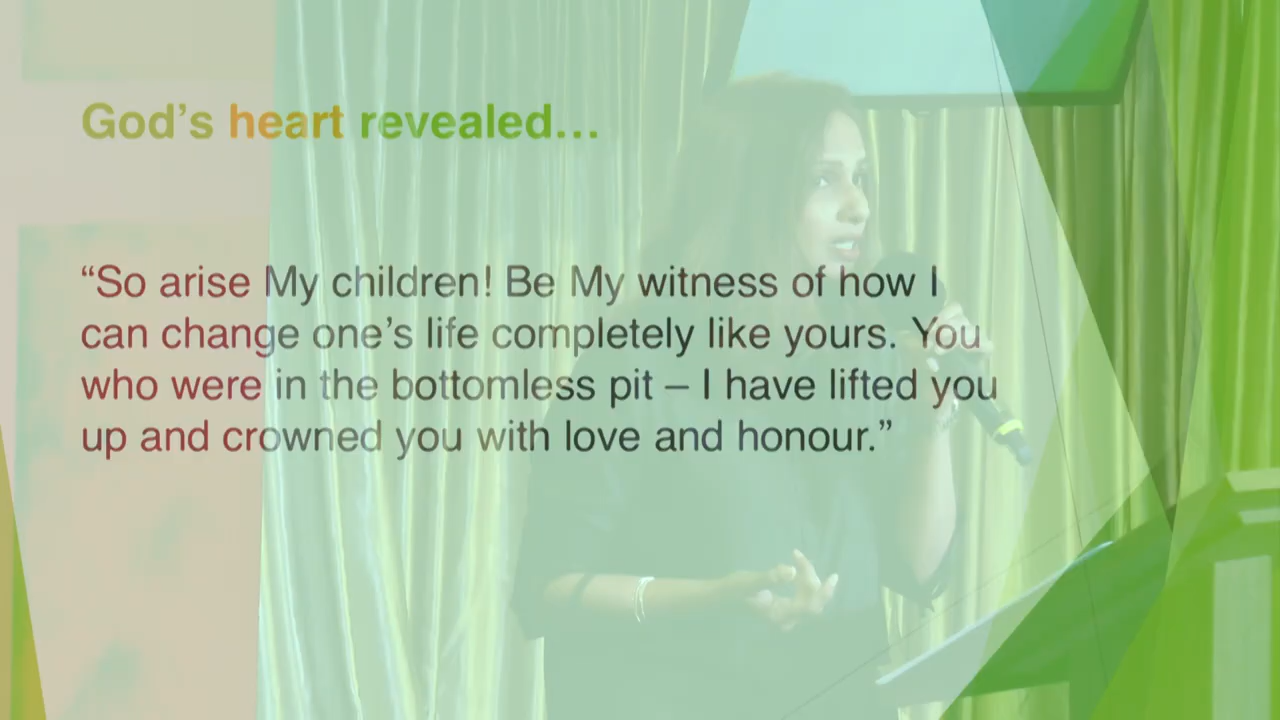 God’s heart revealed…
“So arise My children! Be My witness of how I
can change one’s life completely like yours. You
who were in the bottomless pit – I have lifted you
up and crowned you with love and honour.”